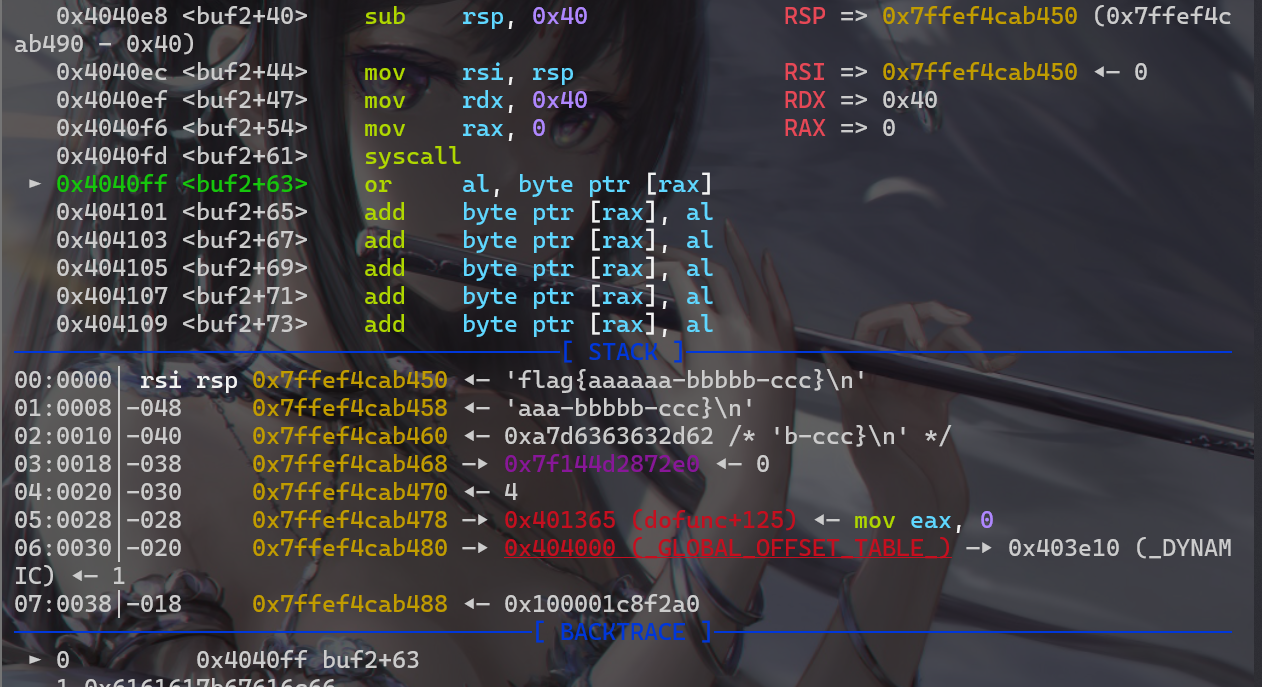 0x4040e8 <buf2+40> sub rsp, 0x40 RSP => 0x7ffef4cab450 (0x7ffef4c
ab490 - 0x40)
0x4040ec <buf2+44> mov rsi, rsp RSI => 0x7ffef4cab450 ◂— 0
0x4040ef <buf2+47> mov rdx, 0x40 RDX => 0x40
0x4040f6 <buf2+54> mov rax, 0 RAX => 0
0x4040fd <buf2+61> syscall
► 0x4040ff <buf2+63> or al, byte ptr [rax]
0x404101 <buf2+65> add byte ptr [rax], al
0x404103 <buf2+67> add byte ptr [rax], al
0x404105 <buf2+69> add byte ptr [rax], al
0x404107 <buf2+71> add byte ptr [rax], al
0x404109 <buf2+73> add byte ptr [rax], al
[ STACK ]
00:0000│ rsi rsp 0x7ffef4cab450 ◂— 'flag{aaaaaa-bbbbb-ccc}\n'
01:0008│-048 0x7ffef4cab458 ◂— 'aaa-bbbbb-ccc}\n'
02:0010│-040 0x7ffef4cab460 ◂— 0xa7d6363632d62 /* 'b-ccc}\n' */
03:0018│-038 0x7ffef4cab468 —▸ 0x7f144d2872e0 ◂— 0
04:0020│-030 0x7ffef4cab470 ◂— 4
05:0028│-028 0x7ffef4cab478 —▸ 0x401365 (dofunc+125) ◂— mov eax, 0
06:0030│-020 0x7ffef4cab480 —▸ 0x404000 (_GLOBAL_OFFSET_TABLE_) —▸ 0x403e10 (_DYNAM
IC) ◂— 1
07:0038│-018 0x7ffef4cab488 ◂— 0x100001c8f2a0
[ BACKTRACE ]
► 0 0x4040ff buf2+63
1 0x6161617b67616c66